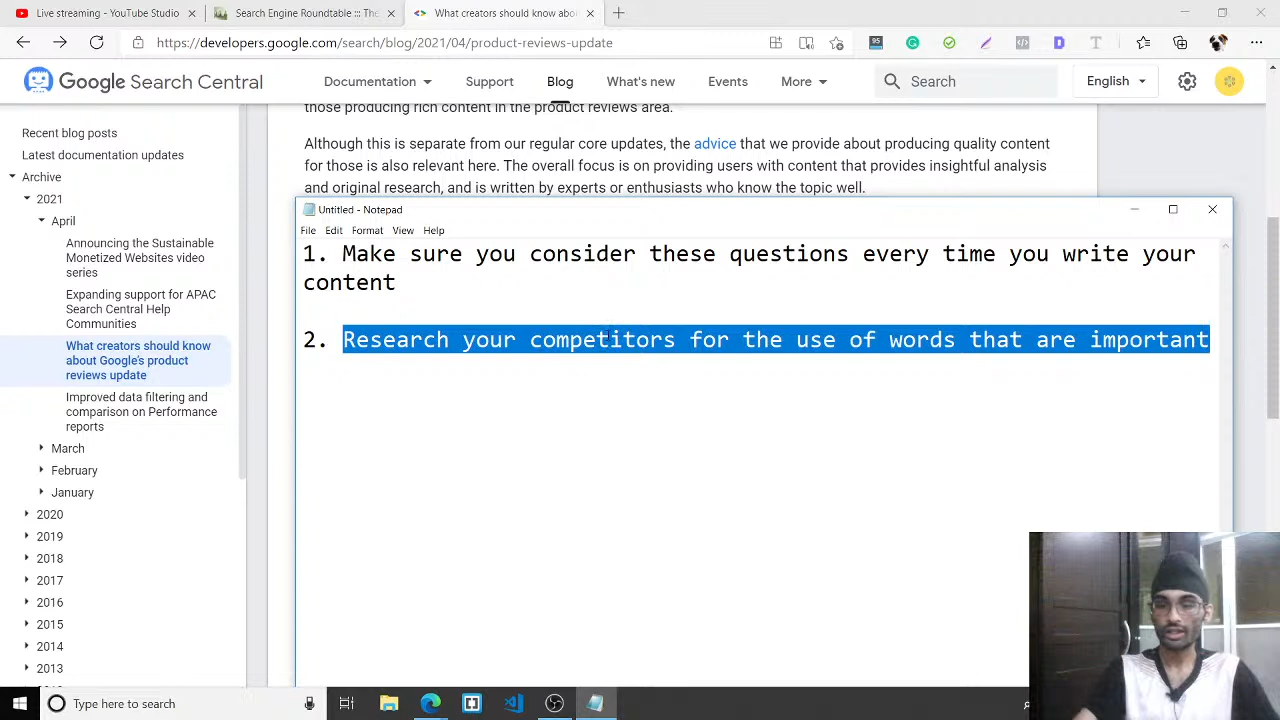 Live streaming - YouTube Studio
Search Engine Roundtable ::: The
What creators should know abou
https://developers.google.com/search/blog/2021/04/product-reviews-update
95
Google Search Central
Documentation
Support
Blog
What's new
Events
More
Search
English
Recent blog posts
Latest documentation updates
Archive
2021
April
Announcing the Sustainable
Monetized Websites video
series
Expanding support for APAC
Search Central Help
Communities
What creators should know
about Google's product
reviews update
Improved data filtering and
comparison on Performance
reports
March
February
January
2020
2019
2018
2017
2016
2015
2014
2013
those producing rich content in the product reviews area.
Although this is separate from our regular core updates, the advice that we provide about producing quality content
for those is also relevant here. The overall focus is on providing users with content that provides insightful analysis
and original research, and is written by experts or enthusiasts who know the topic well.
Untitled - Notepad
File Edit Format View Help
1. Make sure you consider these questions every time you write your
content
2. Research your competitors for the use of words that are important
Type here to search